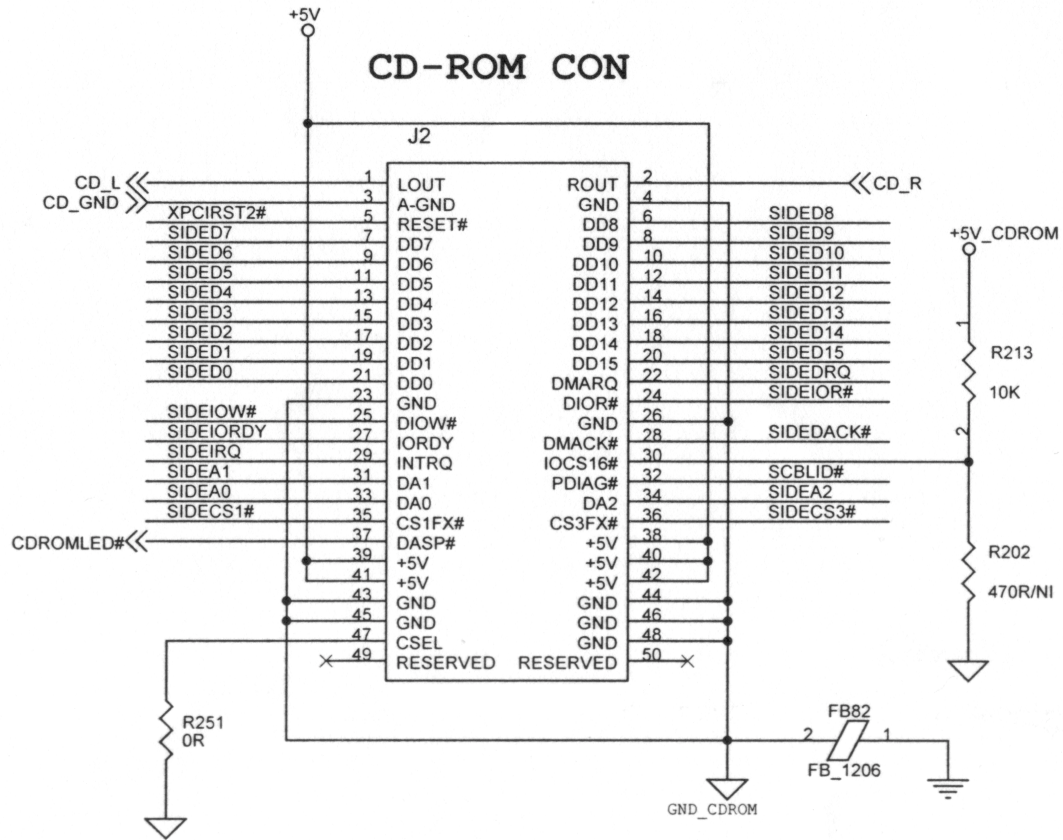 +5V
CD-ROM CON
J2
CD_L 1 LOUT ROUT 2 CD_R
CD_GND 3 A-GND GND 4
XPCIRST2# 5 RESET# DD8 6 SIDED8
SIDED7 7 DD7 DD9 8 SIDED9
+5V_CDROM
SIDED6 9 DD6 DD10 10 SIDED10
SIDED5 11 DD5 DD11 12 SIDED11
SIDED4 13 DD4 DD12 14 SIDED12
SIDED3 15 DD3 DD13 16 SIDED13
1
SIDED2 17 DD2 DD14 18 SIDED14
SIDED1 19 DD1 DD15 20 SIDED15
R213
SIDED0 21 DD0 DMARQ 22 SIDEDRQ
23 GND DIOR# 24 SIDEIOR#
10K
SIDEIOW# 25 DIOW# GND 26
2
SIDEIORDY 27 IORDY DMACK# 28 SIDEDACK#
SIDEIRQ 29 INTRQ IOCS16# 30
SIDEA1 31 DA1 PDIAG# 32 SCBLID#
SIDEA0 33 DA0 DA2 34 SIDEA2
SIDECS1# 35 CS1FX# CS3FX# 36 SIDECS3#
CDROMLED# 37 DASP# +5V 38
39 +5V +5V 40
R202
41 +5V +5V 42
470R/NI
43 GND GND 44
45 GND GND 46
47 CSEL GND 48
49 RESERVED RESERVED 50
R251
0R
FB82
2 1
FB_1206
GND_CDROM